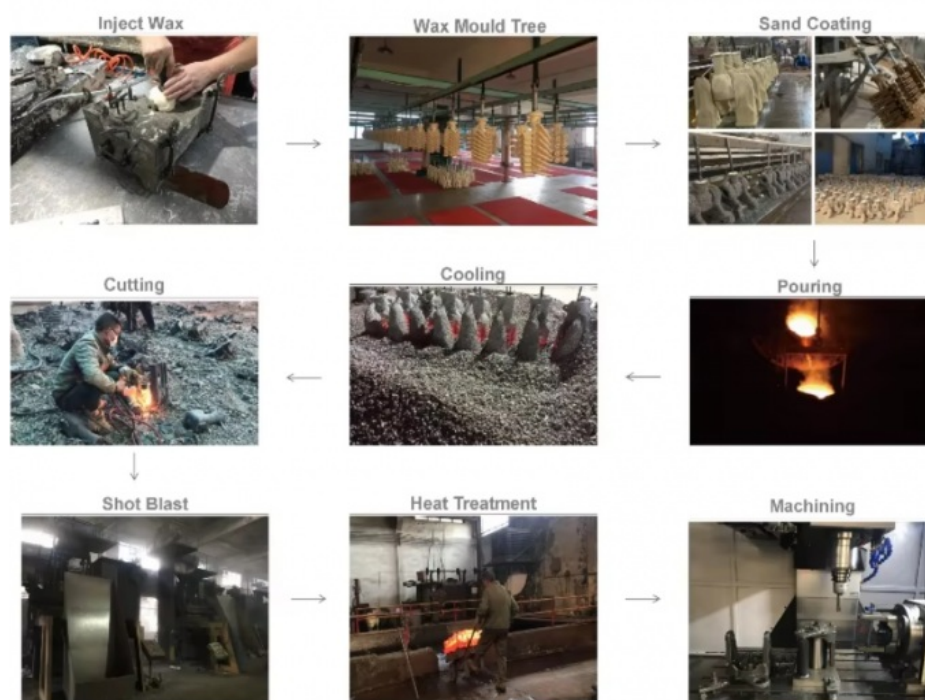 Inject Wax
Wax Mould Tree
Sand Coating
Cutting
Cooling
Pouring
Shot Blast
Heat Treatment
Machining